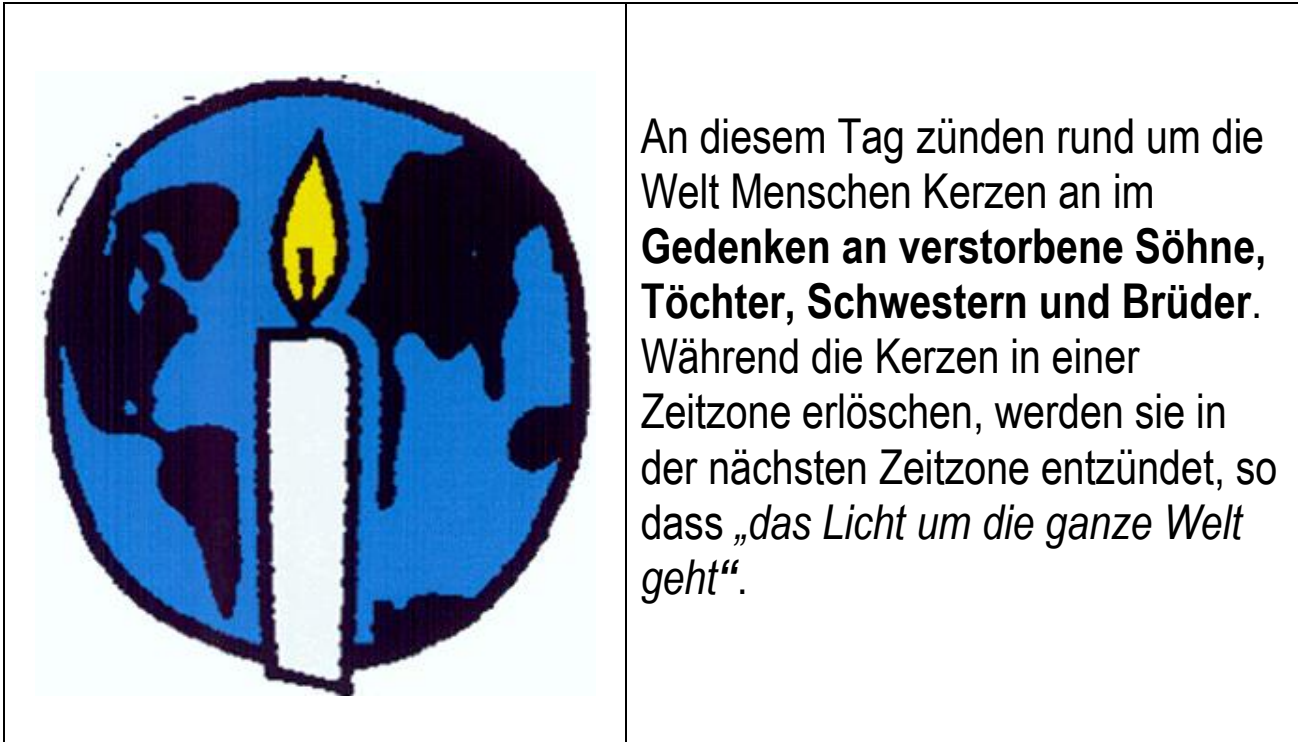 An diesem Tag zünden rund um die
Welt Menschen Kerzen an im
Gedenken an verstorbene Söhne,
Töchter, Schwestern und Brüder.
Während die Kerzen in einer
Zeitzone erlöschen, werden sie in
der nächsten Zeitzone entzündet, so
dass „das Licht um die ganze Welt
geht“.